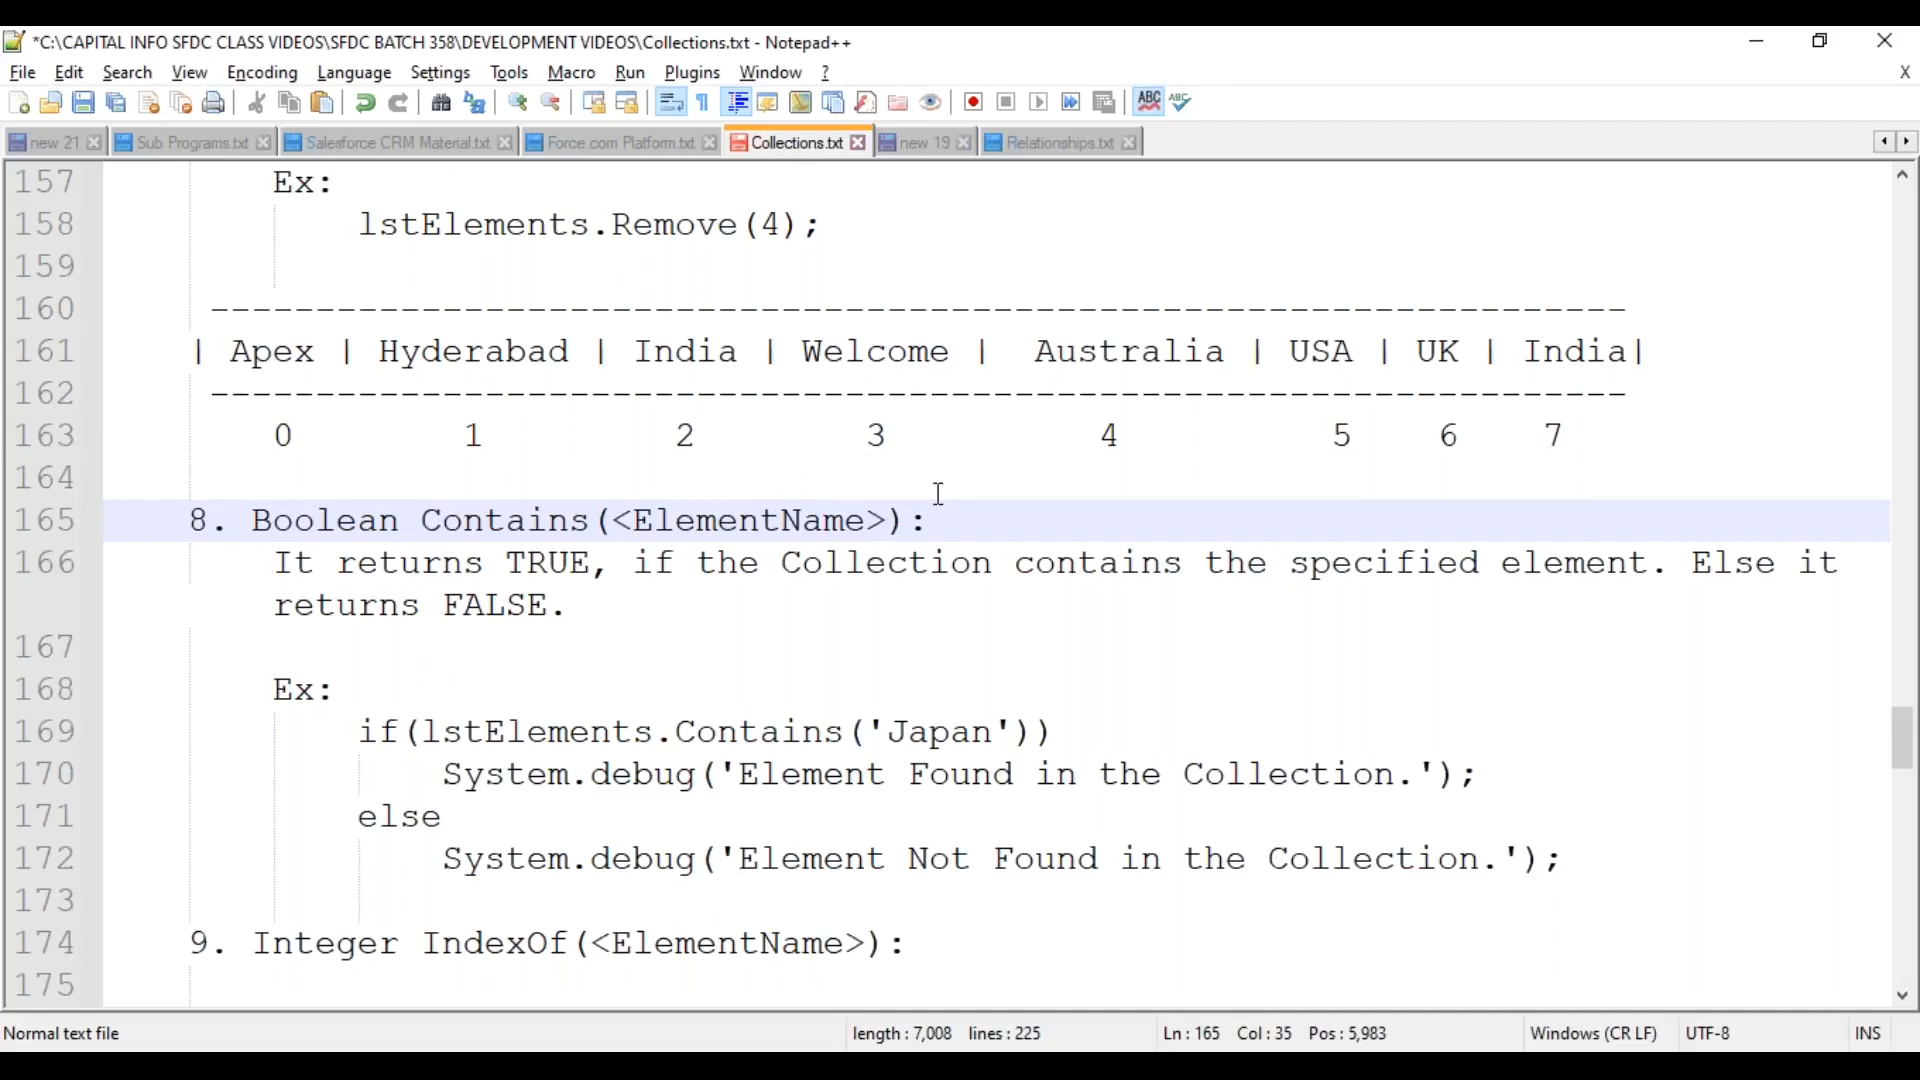 *C:\CAPITAL INFO SFDC CLASS VIDEOS\SFDC BATCH 358\DEVELOPMENT VIDEOS\Collections.txt - Notepad++
File Edit Search View Encoding Language Settings Tools Macro Run Plugins Window ? X
new 21 Sub Programs.txt Salesforce CRM Material.txt Force.com Platform.txt Collections.txt new 19 Relationships.txt
157 Ex:
158 lstElements.Remove(4);
159
160 -------------------------------------------------------------------
161 | Apex | Hyderabad | India | Welcome | Australia | USA | UK | India|
162 -------------------------------------------------------------------
163 0 1 2 3 4 5 6 7
164
165 8. Boolean Contains(<ElementName>):
166 It returns TRUE, if the Collection contains the specified element. Else it
returns FALSE.
167
168 Ex:
169 if(lstElements.Contains('Japan'))
170 System.debug('Element Found in the Collection.');
171 else
172 System.debug('Element Not Found in the Collection.');
173
174 9. Integer IndexOf(<ElementName>):
175
Normal text file length : 7,008 lines : 225 Ln : 165 Col : 35 Pos : 5,983 Windows (CR LF) UTF-8 INS